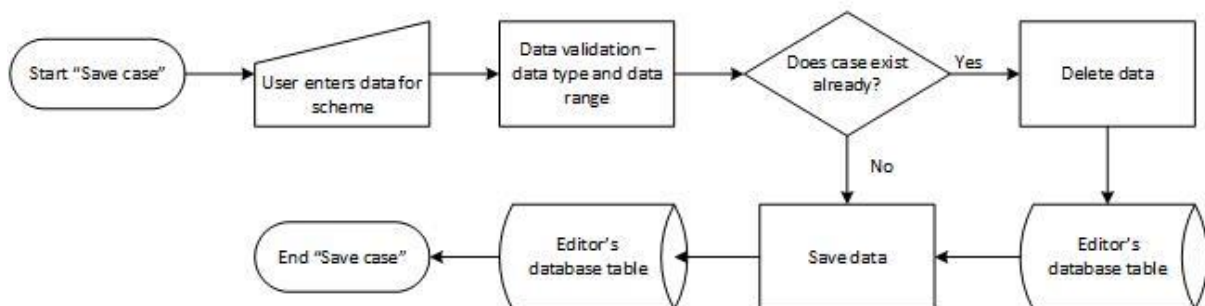 Start “Save case”
User enters data for
scheme
Data validation –
data type and data
range
Does case exist
already?
Yes
Delete data
No
End “Save case”
Editor’s
database table
Save data
Editor’s
database table